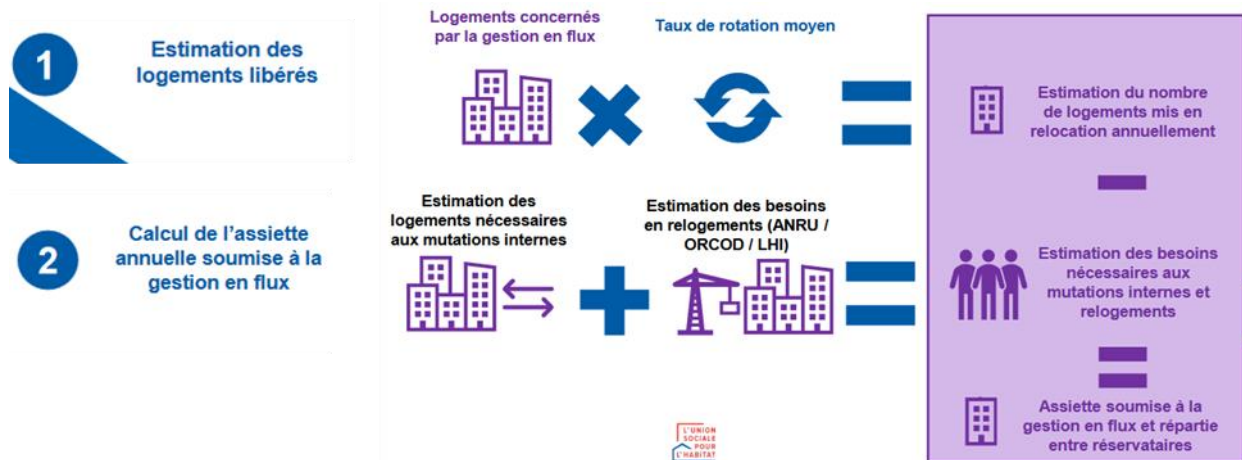 1
Estimation des
logements libérés
Logements concernés
par la gestion en flux
Taux de rotation moyen
Estimation du nombre
de logements mis en
relocation annuellement
2
Calcul de l'assiette
annuelle soumise à la
gestion en flux
Estimation des
logements nécessaires
aux mutations internes
Estimation des besoins
en relogements (ANRU /
ORCOD / LHI)
Estimation des besoins
nécessaires aux
mutations internes et
relogements
Assiette soumise à la
gestion en flux et répartie
entre réservataires
L'UNION
SOCIALE
POUR
L'HABITAT